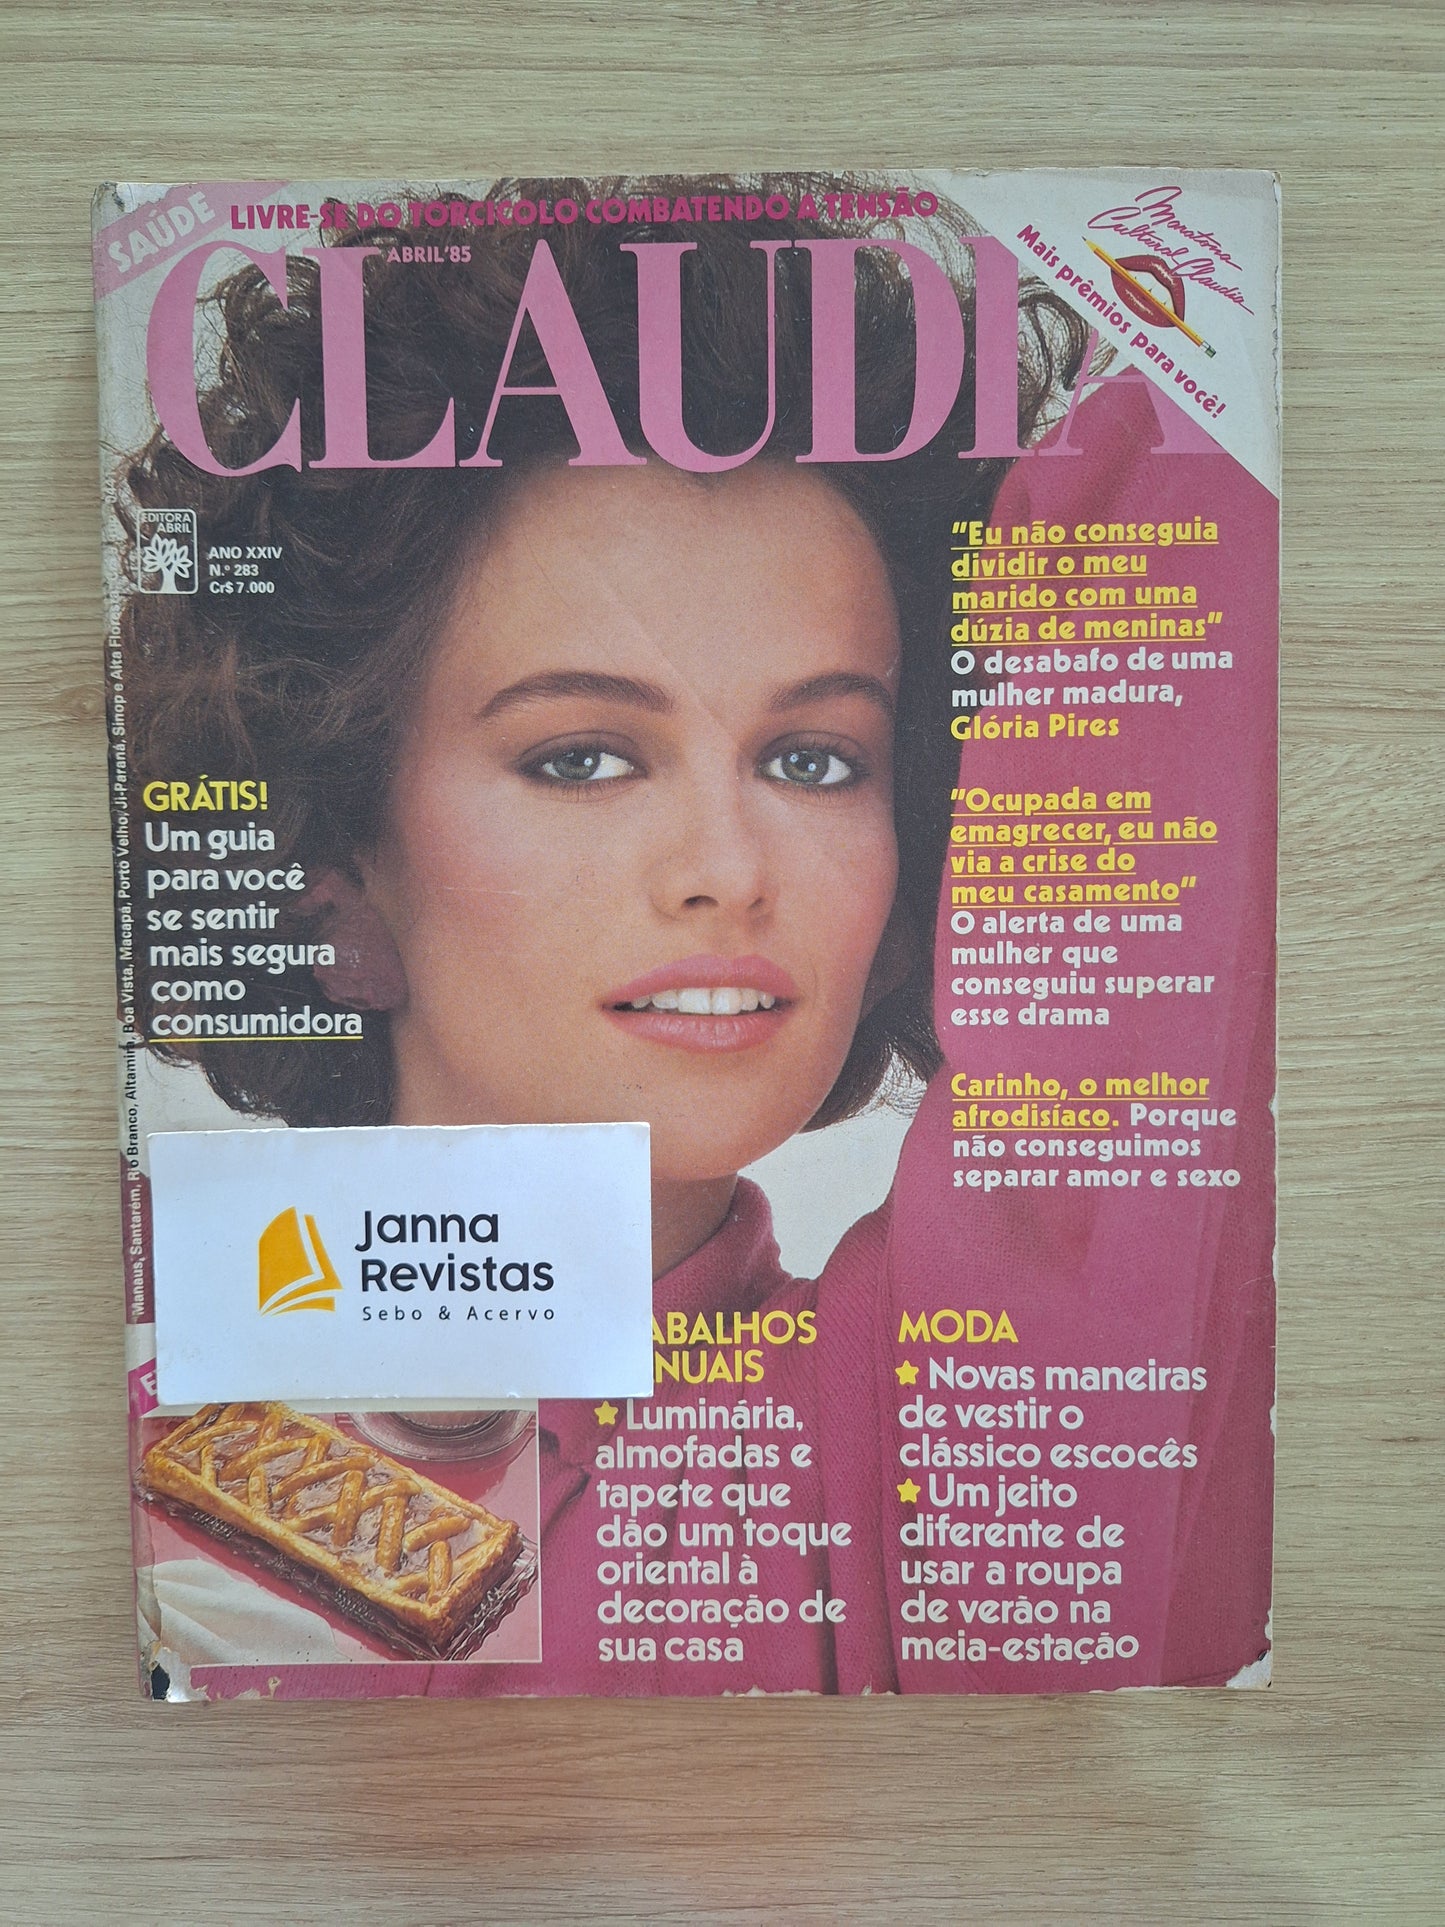 SAÚDE
LIVRE-SE DO TORCICOLO COMBATENDO A TENSÃO
CLAUDIA
ABRIL'85
Maratona
Cultural Claudia
Mais prêmios para você!
EDITORA
ABRIL
ANO XXIV
N.º 283
Cr$ 7.000
Manaus, Santarém, Rio Branco, Altamira, Boa Vista, Macapá, Porto Velho, Ji-Paraná, Sinop e Alta Floresta
"Eu não conseguia
dividir o meu
marido com uma
dúzia de meninas"
O desabafo de uma
mulher madura,
Glória Pires
GRÁTIS!
Um guia
para você
se sentir
mais segura
como
consumidora
"Ocupada em
emagrecer, eu não
via a crise do
meu casamento"
O alerta de uma
mulher que
conseguiu superar
esse drama
Carinho, o melhor
afrodisíaco. Porque
não conseguimos
separar amor e sexo
Janna
Revistas
Sebo & Acervo
ABALHOS
NUAIS
Luminária,
almofadas e
tapete que
dão um toque
oriental à
decoração de
sua casa
MODA
Novas maneiras
de vestir o
clássico escocês
Um jeito
diferente de
usar a roupa
de verão na
meia-estação